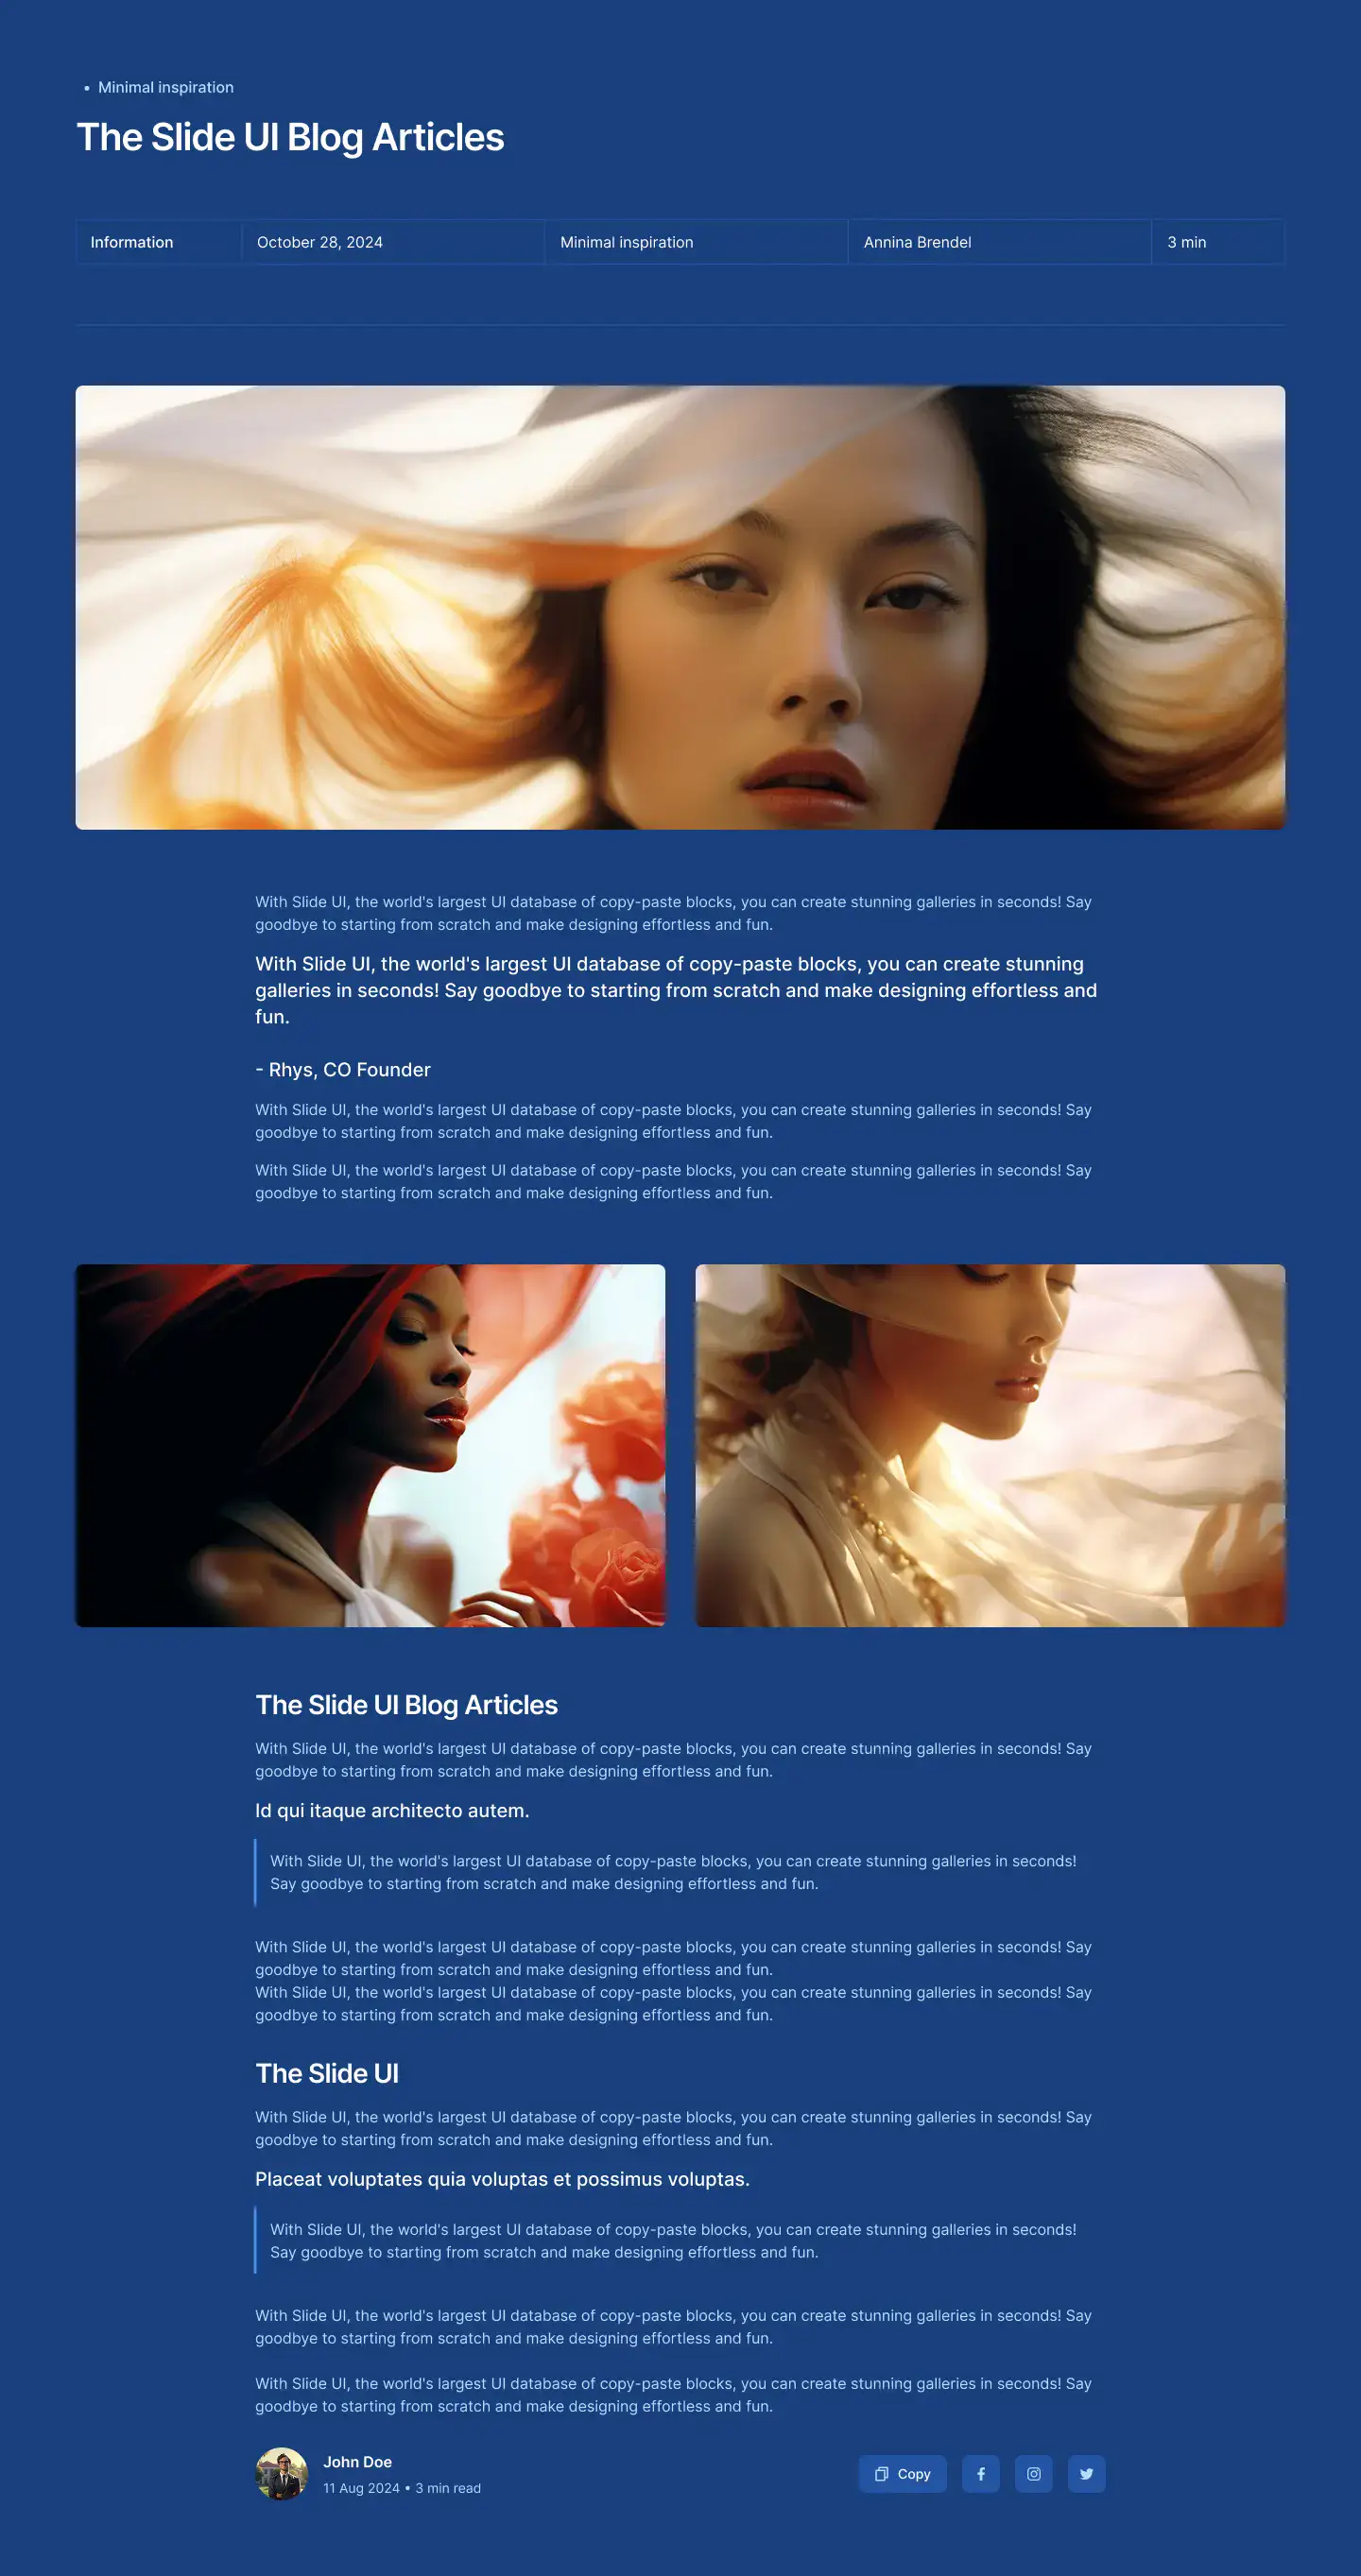 • Minimal inspiration
The Slide UI Blog Articles
Information October 28, 2024 Minimal inspiration Annina Brendel 3 min
With Slide UI, the world's largest UI database of copy-paste blocks, you can create stunning galleries in seconds! Say
goodbye to starting from scratch and make designing effortless and fun.
With Slide UI, the world's largest UI database of copy-paste blocks, you can create stunning
galleries in seconds! Say goodbye to starting from scratch and make designing effortless and
fun.
- Rhys, CO Founder
With Slide UI, the world's largest UI database of copy-paste blocks, you can create stunning galleries in seconds! Say
goodbye to starting from scratch and make designing effortless and fun.
With Slide UI, the world's largest UI database of copy-paste blocks, you can create stunning galleries in seconds! Say
goodbye to starting from scratch and make designing effortless and fun.
The Slide UI Blog Articles
With Slide UI, the world's largest UI database of copy-paste blocks, you can create stunning galleries in seconds! Say
goodbye to starting from scratch and make designing effortless and fun.
Id qui itaque architecto autem.
With Slide UI, the world's largest UI database of copy-paste blocks, you can create stunning galleries in seconds!
Say goodbye to starting from scratch and make designing effortless and fun.
With Slide UI, the world's largest UI database of copy-paste blocks, you can create stunning galleries in seconds! Say
goodbye to starting from scratch and make designing effortless and fun.
With Slide UI, the world's largest UI database of copy-paste blocks, you can create stunning galleries in seconds! Say
goodbye to starting from scratch and make designing effortless and fun.
The Slide UI
With Slide UI, the world's largest UI database of copy-paste blocks, you can create stunning galleries in seconds! Say
goodbye to starting from scratch and make designing effortless and fun.
Placeat voluptates quia voluptas et possimus voluptas.
With Slide UI, the world's largest UI database of copy-paste blocks, you can create stunning galleries in seconds!
Say goodbye to starting from scratch and make designing effortless and fun.
With Slide UI, the world's largest UI database of copy-paste blocks, you can create stunning galleries in seconds! Say
goodbye to starting from scratch and make designing effortless and fun.
With Slide UI, the world's largest UI database of copy-paste blocks, you can create stunning galleries in seconds! Say
goodbye to starting from scratch and make designing effortless and fun.
John Doe
11 Aug 2024 • 3 min read
Copy